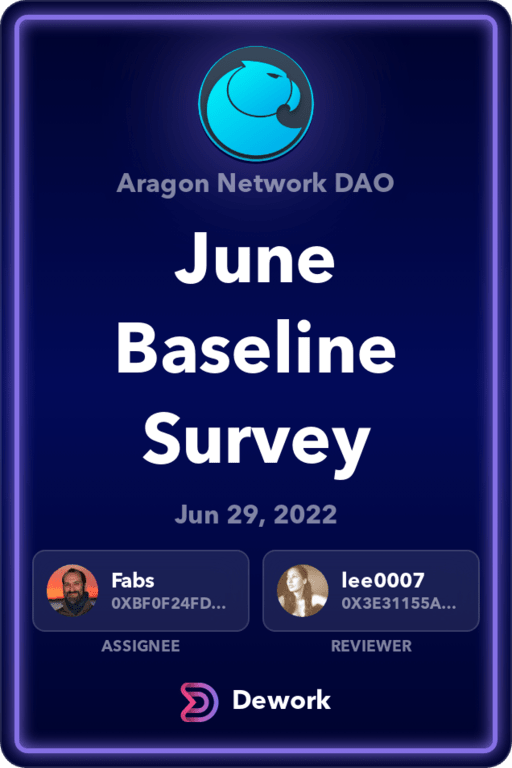 Aragon Network DAO
June
Baseline
Survey
Jun 29, 2022
Fabs
0XBF0F24FD...
ASSIGNEE
lee0007
0X3E31155A...
REVIEWER
Dework